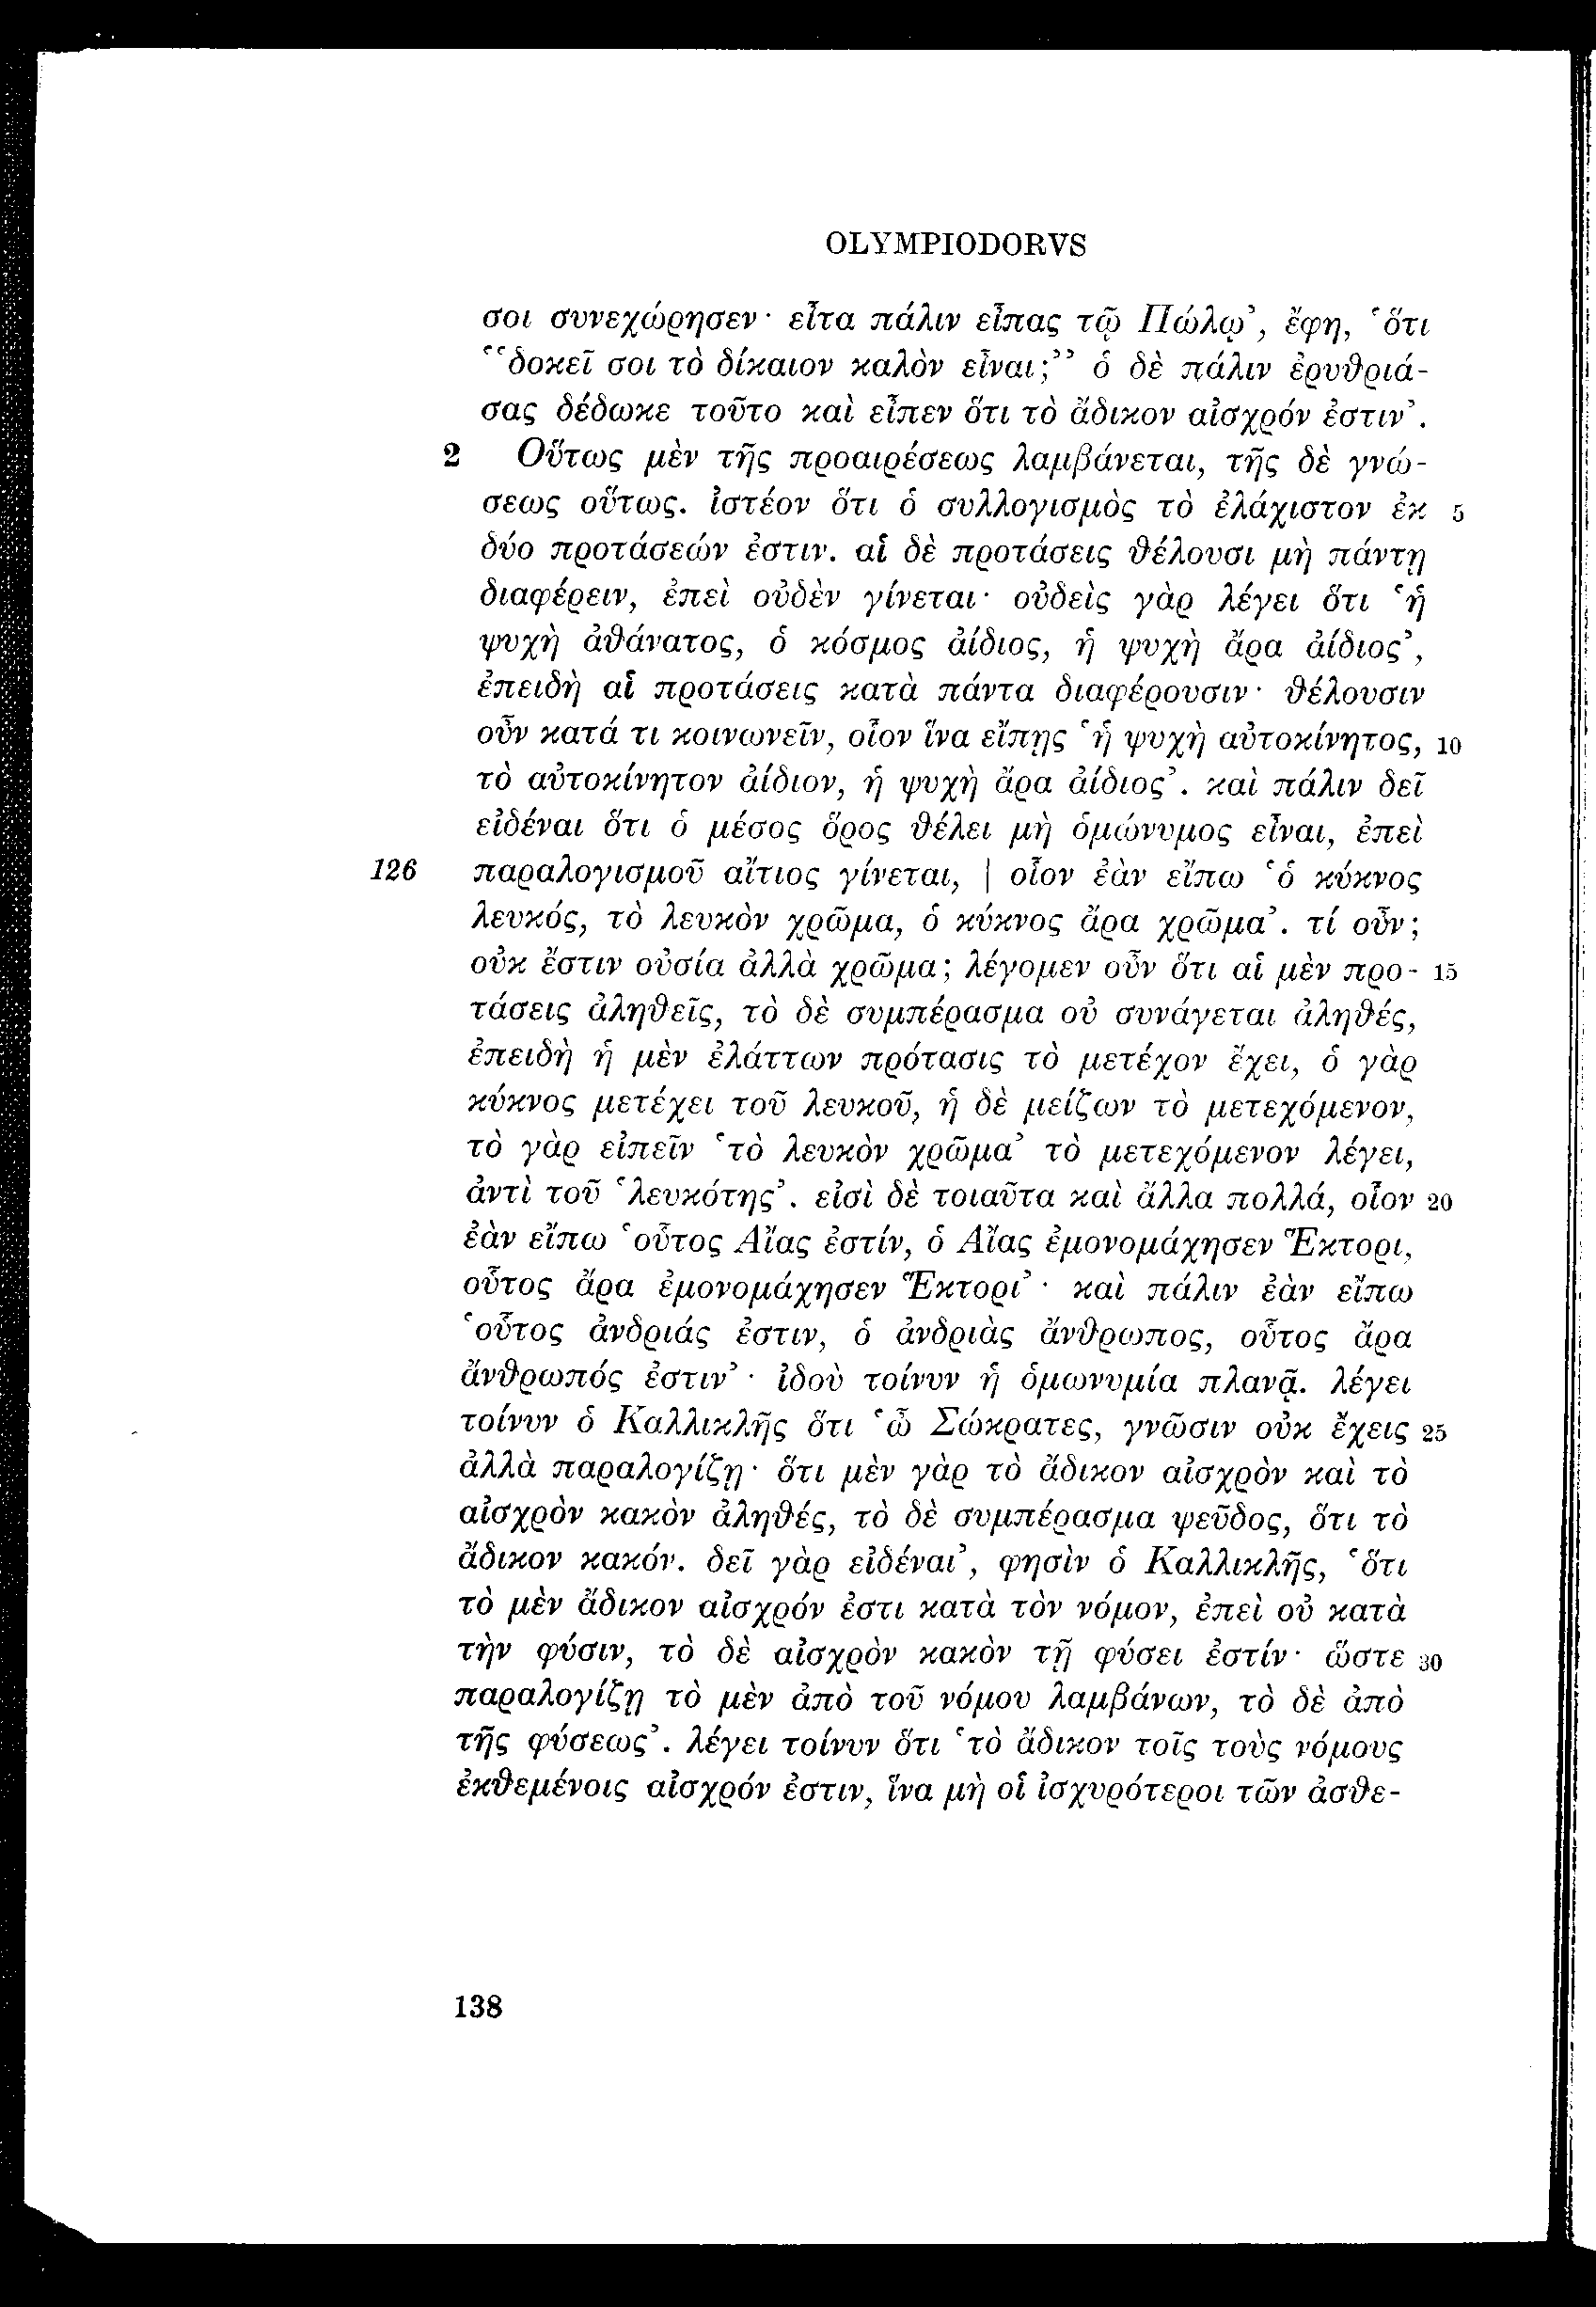 OLYMPIODORVS
σοι συνεχώρησεν· εἶτα πάλιν εἶπας τῷ Πώλῳ’, ἔφη, ‘ὅτι
“δοκεῖ σοι τὸ δίκαιον καλὸν εἶναι;” ὁ δὲ πάλιν ἐρυθριά-
σας δέδωκε τοῦτο καὶ εἶπεν ὅτι τὸ ἄδικον αἰσχρόν ἐστιν’.
2 Οὕτως μὲν τῆς προαιρέσεως λαμβάνεται, τῆς δὲ γνώ-
σεως οὕτως. ἰστέον ὅτι ὁ συλλογισμὸς τὸ ἐλάχιστον ἐκ 5
δύο προτάσεών ἐστιν. αἱ δὲ προτάσεις θέλουσι μὴ πάντῃ
διαφέρειν, ἐπεὶ οὐδὲν γίνεται· οὐδεὶς γὰρ λέγει ὅτι ‘ἡ
ψυχὴ ἀθάνατος, ὁ κόσμος ἀίδιος, ἡ ψυχὴ ἄρα ἀίδιος’,
ἐπειδὴ αἱ προτάσεις κατὰ πάντα διαφέρουσιν· θέλουσιν
οὖν κατά τι κοινωνεῖν, οἷον ἵνα εἴπῃς ‘ἡ ψυχὴ αὐτοκίνητος, 10
τὸ αὐτοκίνητον ἀίδιον, ἡ ψυχὴ ἄρα ἀίδιος’. καὶ πάλιν δεῖ
εἰδέναι ὅτι ὁ μέσος ὅρος θέλει μὴ ὁμώνυμος εἶναι, ἐπεὶ
126 παραλογισμοῦ αἴτιος γίνεται, | οἷον ἐὰν εἴπω ‘ὁ κύκνος
λευκός, τὸ λευκὸν χρῶμα, ὁ κύκνος ἄρα χρῶμα’. τί οὖν;
οὐκ ἔστιν οὐσία ἀλλὰ χρῶμα; λέγομεν οὖν ὅτι αἱ μὲν προ- 15
τάσεις ἀληθεῖς, τὸ δὲ συμπέρασμα οὐ συνάγεται ἀληθές,
ἐπειδὴ ἡ μὲν ἐλάττων πρότασις τὸ μετέχον ἔχει, ὁ γὰρ
κύκνος μετέχει τοῦ λευκοῦ, ἡ δὲ μείζων τὸ μετεχόμενον,
τὸ γὰρ εἰπεῖν ‘τὸ λευκὸν χρῶμα’ τὸ μετεχόμενον λέγει,
ἀντὶ τοῦ ‘λευκότης’. εἰσὶ δὲ τοιαῦτα καὶ ἄλλα πολλά, οἷον 20
ἐὰν εἴπω ‘οὗτος Αἴας ἐστίν, ὁ Αἴας ἐμονομάχησεν Ἕκτορι,
οὗτος ἄρα ἐμονομάχησεν Ἕκτορι’· καὶ πάλιν ἐὰν εἴπω
‘οὗτος ἀνδριάς ἐστιν, ὁ ἀνδριὰς ἄνθρωπος, οὗτος ἄρα
ἄνθρωπός ἐστιν’· ἰδοὺ τοίνυν ἡ ὁμωνυμία πλανᾷ. λέγει
τοίνυν ὁ Καλλικλῆς ὅτι ‘ὦ Σώκρατες, γνῶσιν οὐκ ἔχεις 25
ἀλλὰ παραλογίζῃ· ὅτι μὲν γὰρ τὸ ἄδικον αἰσχρὸν καὶ τὸ
αἰσχρὸν κακὸν ἀληθές, τὸ δὲ συμπέρασμα ψεῦδος, ὅτι τὸ
ἄδικον κακόν. δεῖ γὰρ εἰδέναι’, φησὶν ὁ Καλλικλῆς, ‘ὅτι
τὸ μὲν ἄδικον αἰσχρόν ἐστι κατὰ τὸν νόμον, ἐπεὶ οὐ κατὰ
τὴν φύσιν, τὸ δὲ αἰσχρὸν κακὸν τῇ φύσει ἐστίν· ὥστε 30
παραλογίζῃ τὸ μὲν ἀπὸ τοῦ νόμου λαμβάνων, τὸ δὲ ἀπὸ
τῆς φύσεως’. λέγει τοίνυν ὅτι ‘τὸ ἄδικον τοῖς τοὺς νόμους
ἐκθεμένοις αἰσχρόν ἐστιν, ἵνα μὴ οἱ ἰσχυρότεροι τῶν ἀσθε-
138